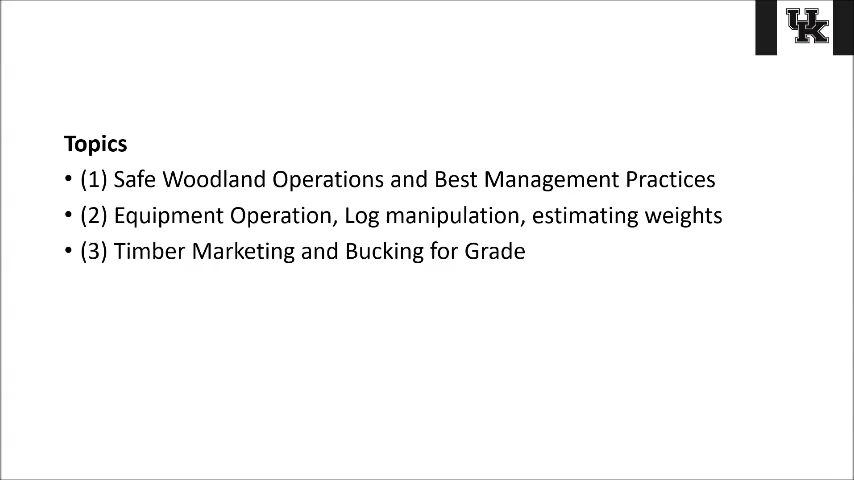 UK
Topics
• (1) Safe Woodland Operations and Best Management Practices
• (2) Equipment Operation, Log manipulation, estimating weights
• (3) Timber Marketing and Bucking for Grade